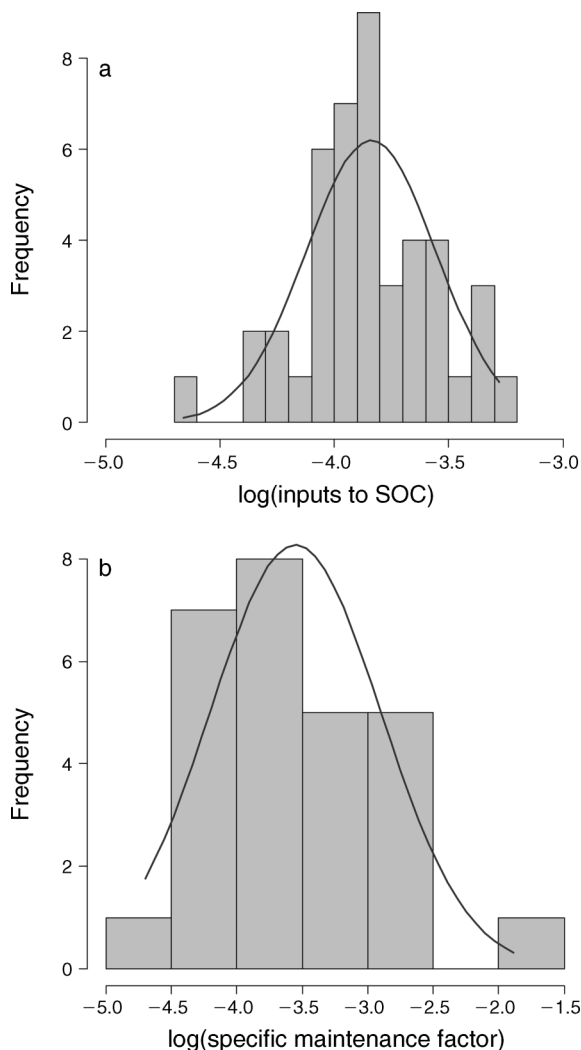 a
8
6
4
2
0
Frequency
−5.0 −4.5 −4.0 −3.5 −3.0
log(inputs to SOC)
b
8
6
4
2
0
Frequency
−5.0 −4.5 −4.0 −3.5 −3.0 −2.5 −2.0 −1.5
log(specific maintenance factor)